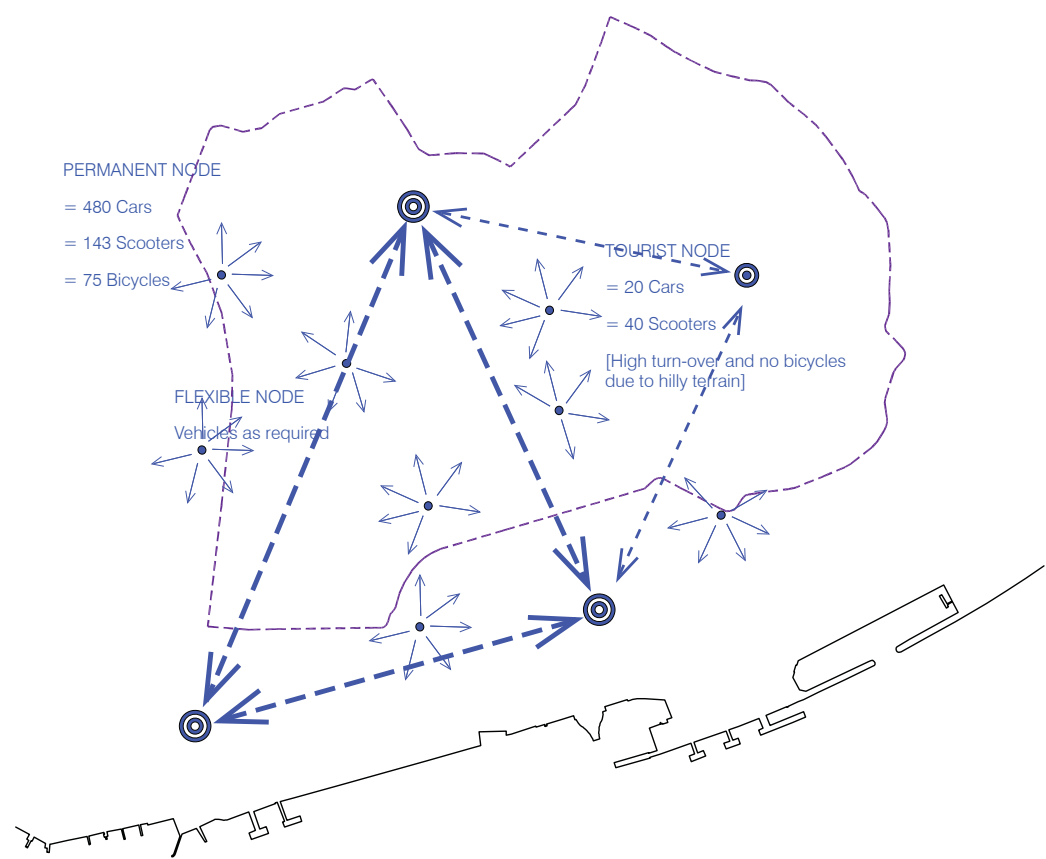 PERMANENT NODE
= 480 Cars
= 143 Scooters
= 75 Bicycles
TOURIST NODE
= 20 Cars
= 40 Scooters
[High turn-over and no bicycles
due to hilly terrain]
FLEXIBLE NODE
Vehicles as required